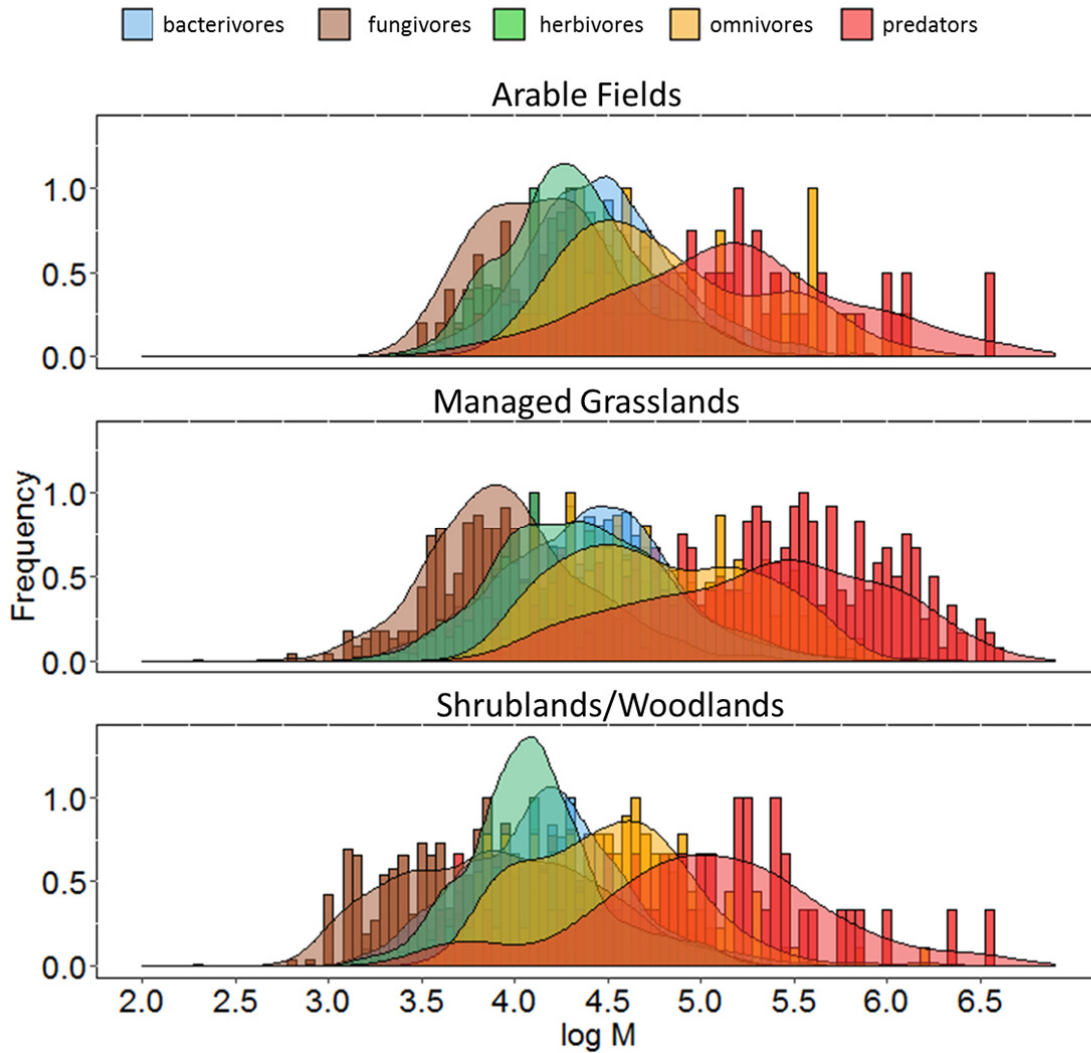 bacterivores fungivores herbivores omnivores predators
Arable Fields
1.0
0.5
0.0
Managed Grasslands
1.0
0.5
0.0
Frequency
Shrublands/Woodlands
1.0
0.5
0.0
2.0 2.5 3.0 3.5 4.0 4.5 5.0 5.5 6.0 6.5
log M